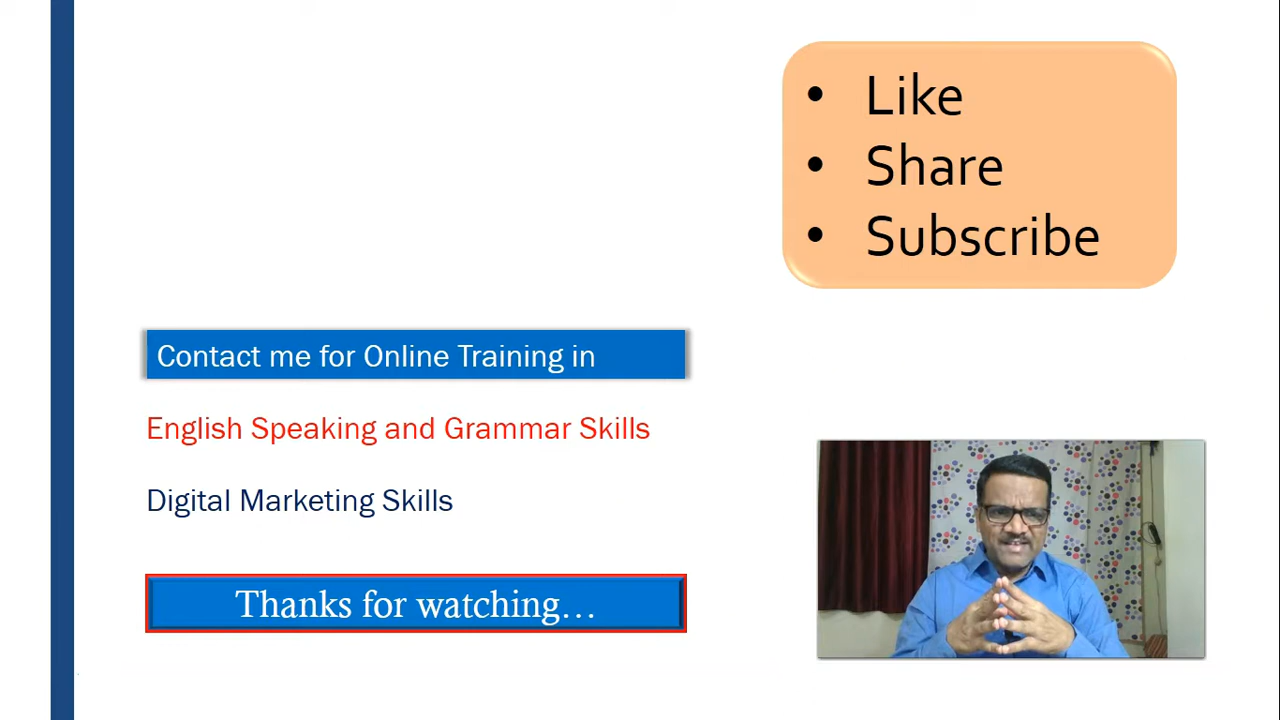 • Like
• Share
• Subscribe
Contact me for Online Training in
English Speaking and Grammar Skills
Digital Marketing Skills
Thanks for watching…